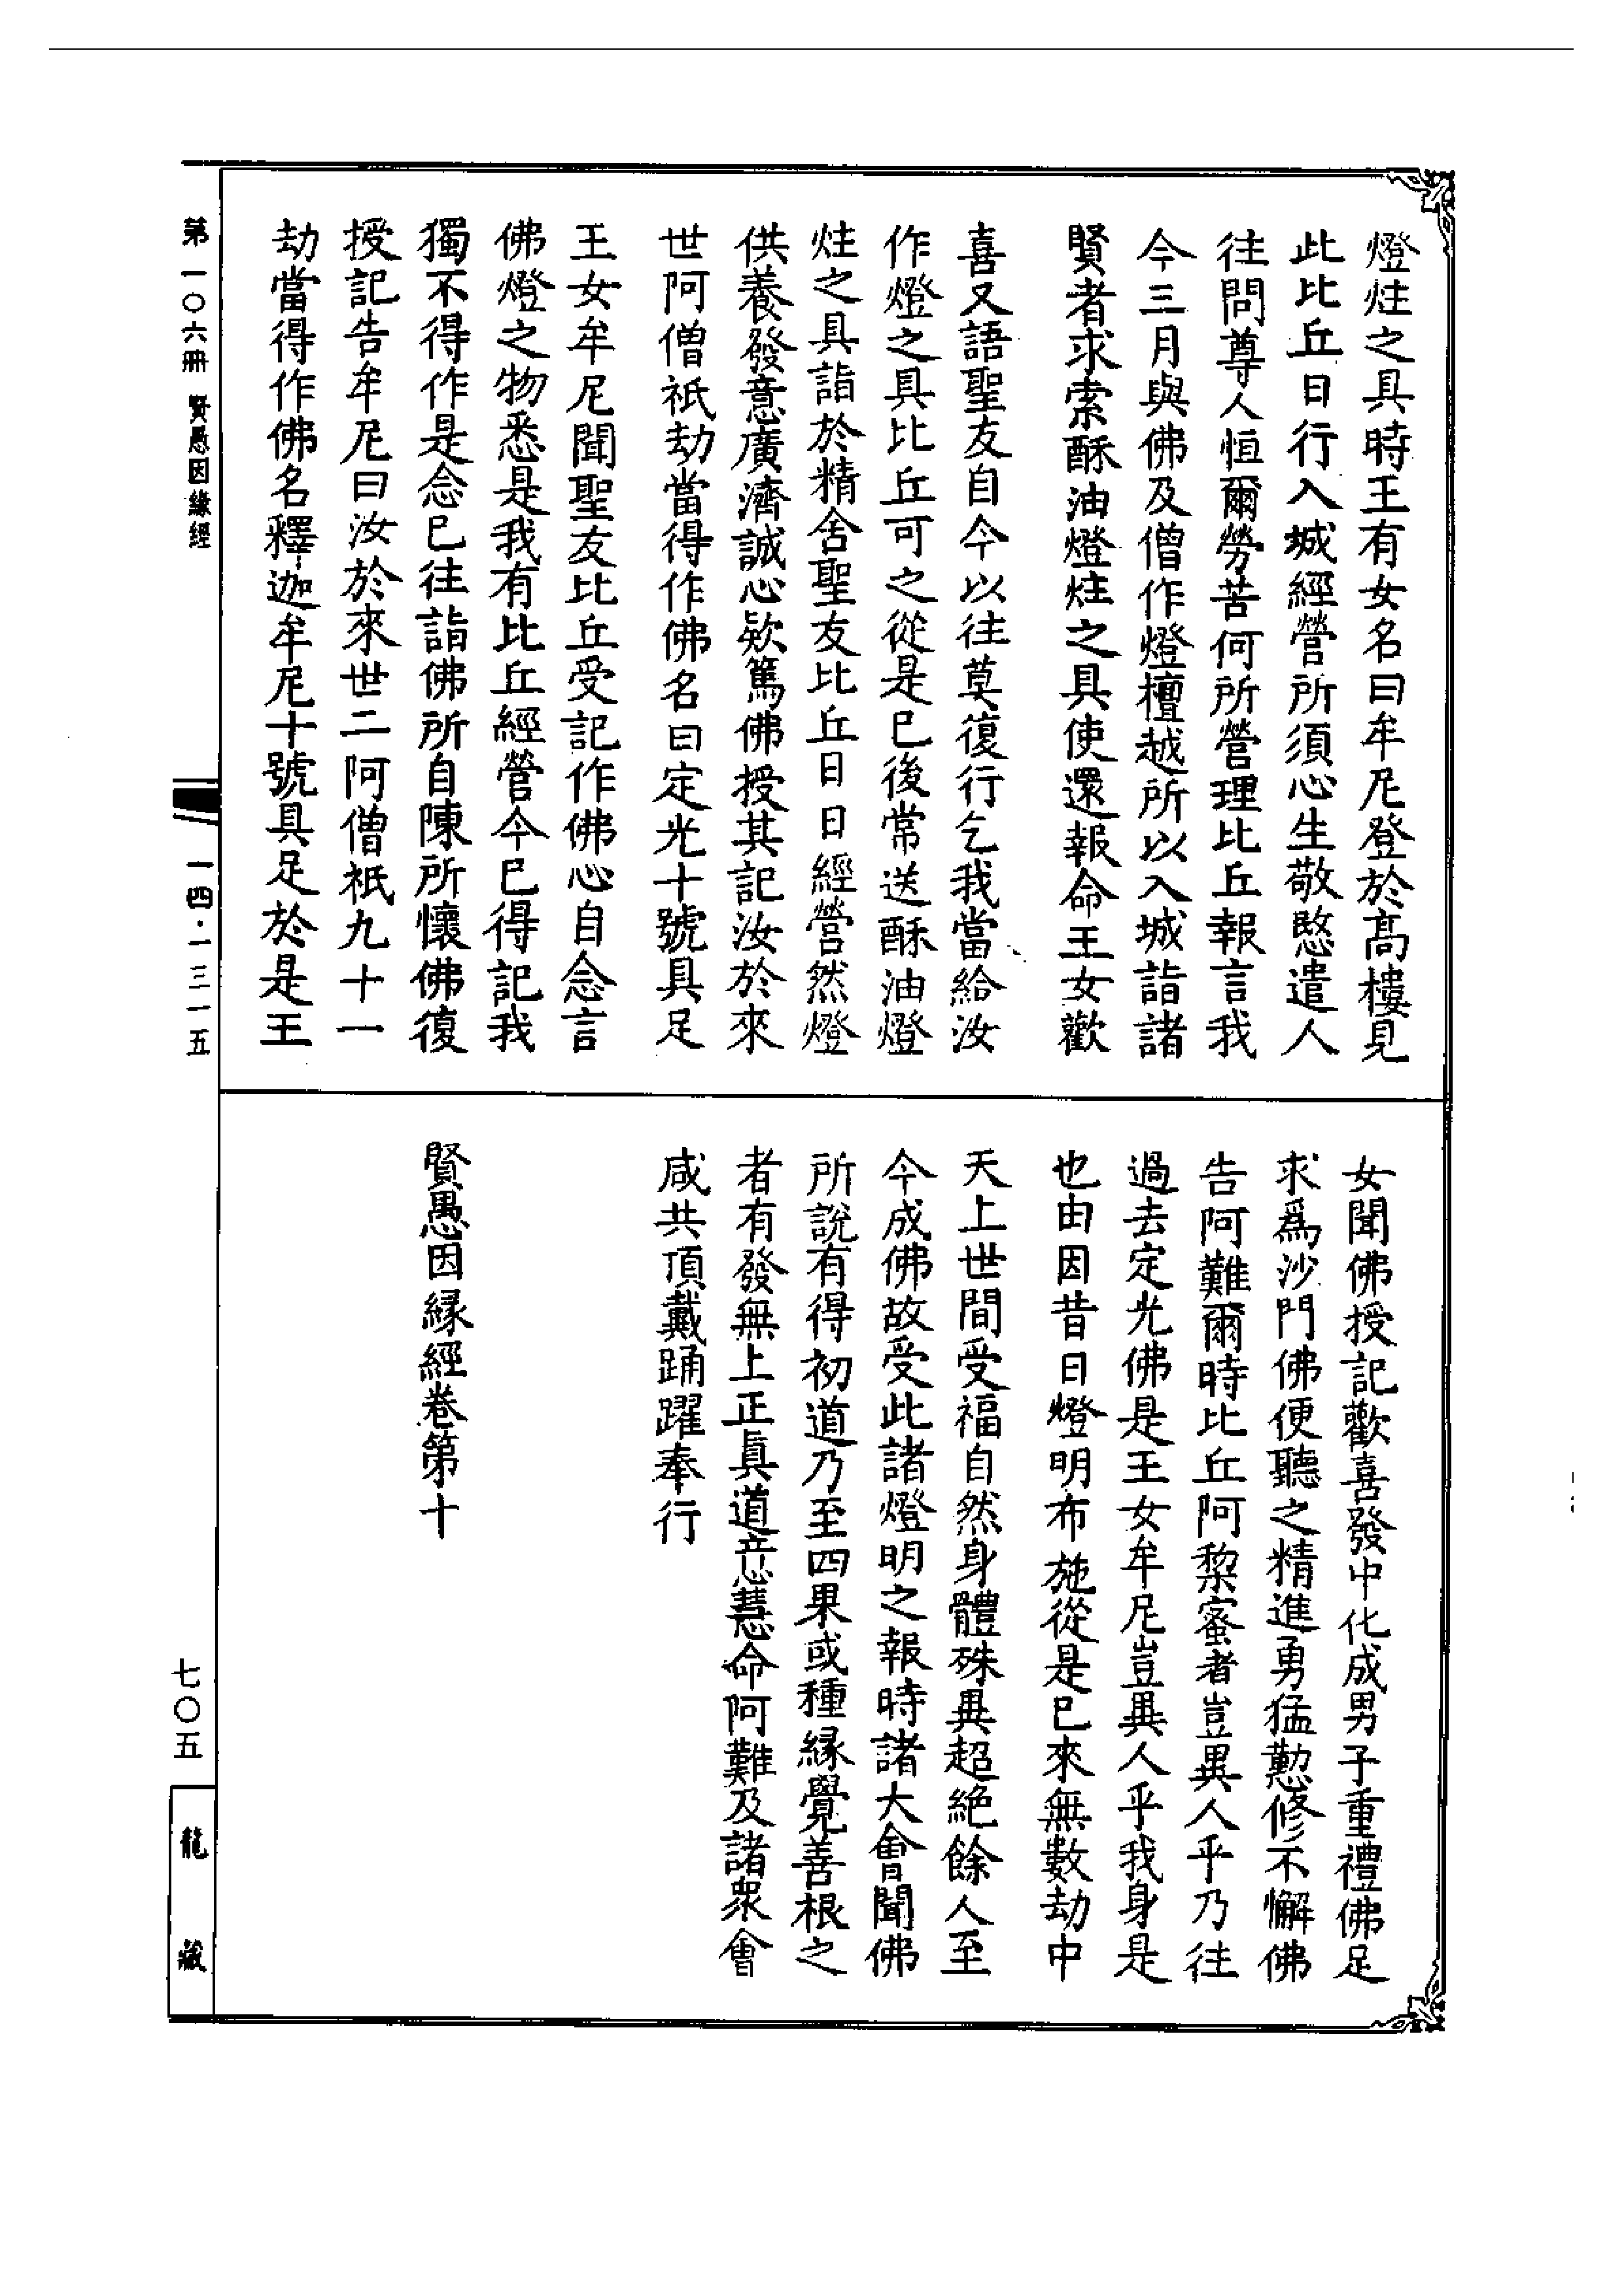 燈炷之具時王有女名曰牟尼登於髙樓見
此比丘日行入城經營所須心生敬愍遣人
往問尊人恒爾勞苦何所營理比丘報言我
今三月與佛及僧作燈檀越所以入城詣諸
賢者求索酥油燈炷之具使還報命王女歡
喜又語聖友自今以往莫復行乞我當給汝
作燈之具比丘可之從是已後常送酥油燈
炷之具詣於精舍聖友比丘日日經營然燈
供養發意廣濟誠心欵篤佛授其記汝於來
世阿僧祇劫當得作佛名曰定光十號具足
王女牟尼聞聖友比丘受記作佛心自念言
佛燈之物悉是我有比丘經營今已得記我
獨不得作是念已往詣佛所自陳所懷佛復
授記告牟尼曰汝於來世二阿僧祇九十一
劫當得作佛名釋迦牟尼十號具足於是王
女聞佛授記歡喜發中化成男子重禮佛足
求爲沙門佛便聽之精進勇猛懃修不懈佛
告阿難爾時比丘阿黎蜜者豈異人乎乃往
過去定光佛是王女牟尼豈異人乎我身是
也由因昔日燈明布施從是已來無數劫中
天上世間受福自然身體殊異超絶餘人至
今成佛故受此諸燈明之報時諸大會聞佛
所說有得初道乃至四果或種縁覺善根之
者有發無上正眞道意慧命阿難及諸衆會
咸共頂戴踊躍奉行
賢愚因縁經卷第十
第一〇六冊 賢愚因緣經
一四·一三一五
七〇五
龍藏